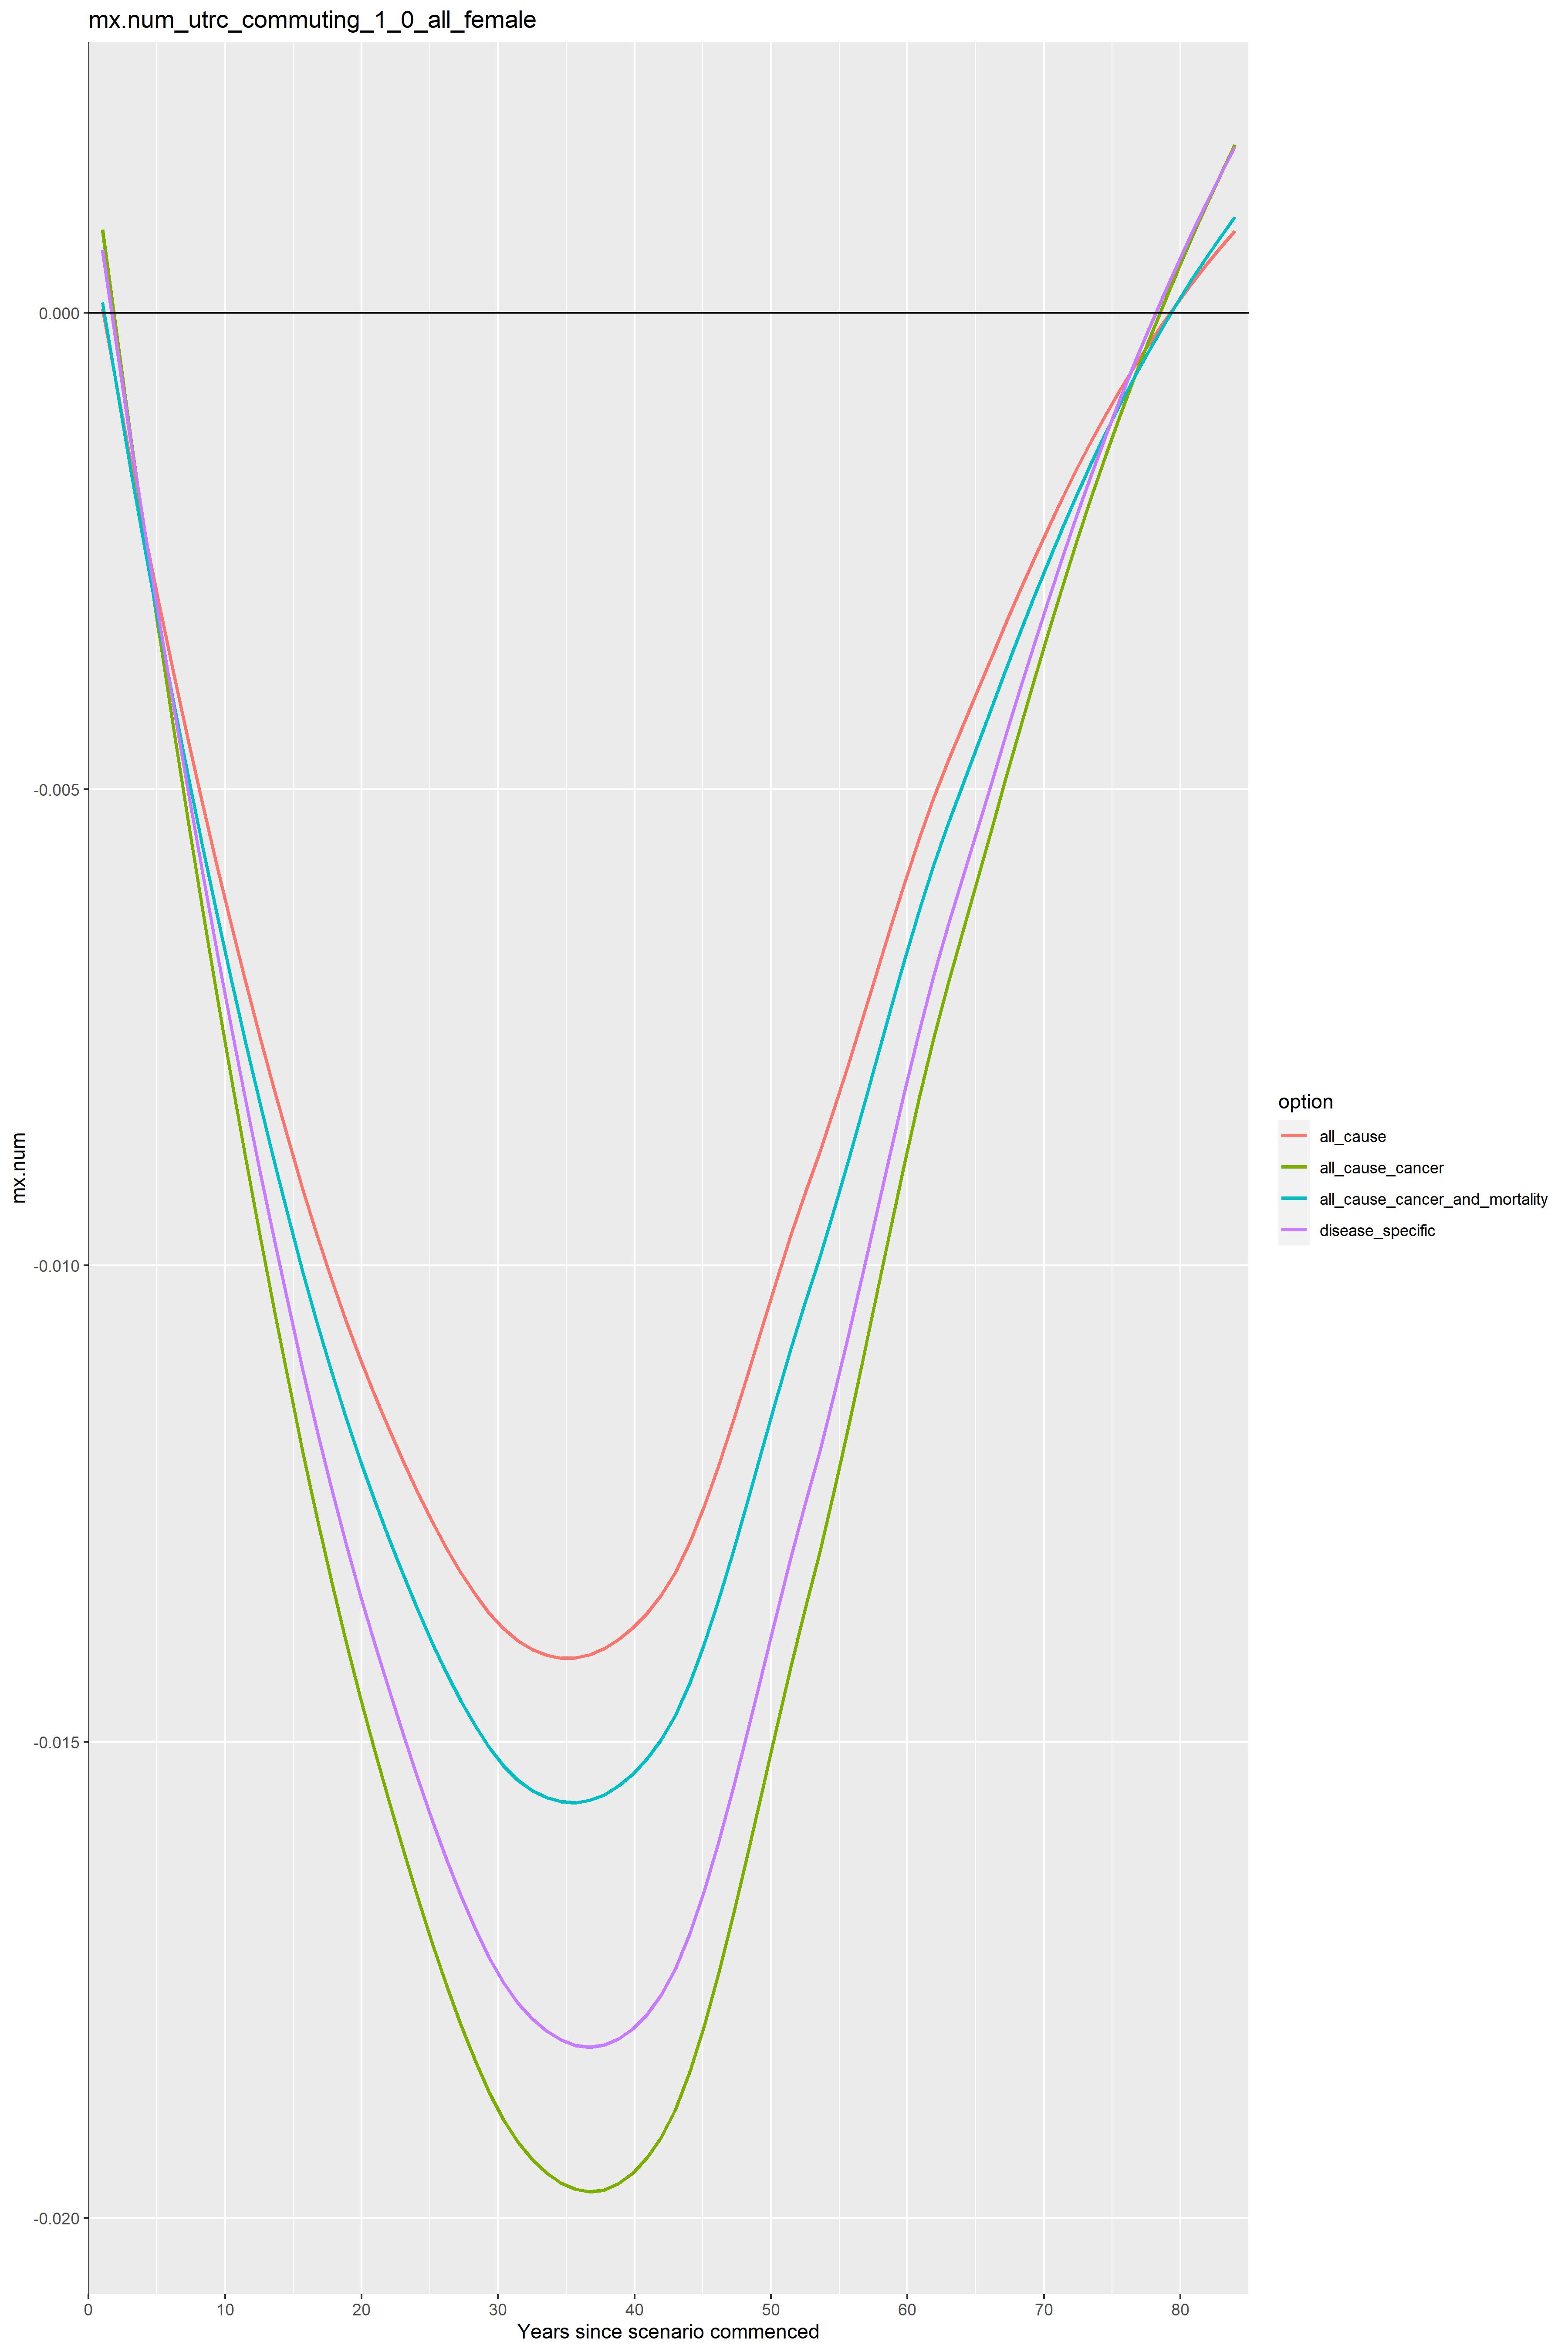 mx.num_utrc_commuting_1_0_all_female
0.000
-0.005
-0.010
-0.015
-0.020
mx.num
0 10 20 30 40 50 60 70 80
Years since scenario commenced
option
all_cause
all_cause_cancer
all_cause_cancer_and_mortality
disease_specific